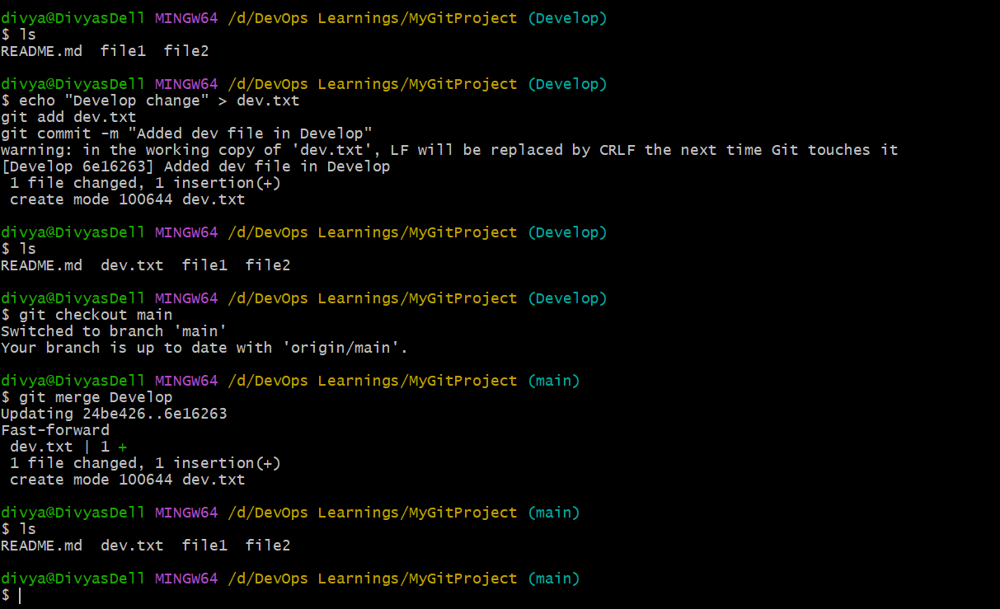 divya@DivyasDell MINGW64 /d/DevOps Learnings/MyGitProject (Develop)
$ ls
README.md  file1  file2
divya@DivyasDell MINGW64 /d/DevOps Learnings/MyGitProject (Develop)
$ echo "Develop change" > dev.txt
git add dev.txt
git commit -m "Added dev file in Develop"
warning: in the working copy of 'dev.txt', LF will be replaced by CRLF the next time Git touches it
[Develop 6e16263] Added dev file in Develop
 1 file changed, 1 insertion(+)
 create mode 100644 dev.txt
divya@DivyasDell MINGW64 /d/DevOps Learnings/MyGitProject (Develop)
$ ls
README.md  dev.txt  file1  file2
divya@DivyasDell MINGW64 /d/DevOps Learnings/MyGitProject (Develop)
$ git checkout main
Switched to branch 'main'
Your branch is up to date with 'origin/main'.
divya@DivyasDell MINGW64 /d/DevOps Learnings/MyGitProject (main)
$ git merge Develop
Updating 24be426..6e16263
Fast-forward
 dev.txt | 1 +
 1 file changed, 1 insertion(+)
 create mode 100644 dev.txt
divya@DivyasDell MINGW64 /d/DevOps Learnings/MyGitProject (main)
$ ls
README.md  dev.txt  file1  file2
divya@DivyasDell MINGW64 /d/DevOps Learnings/MyGitProject (main)
$